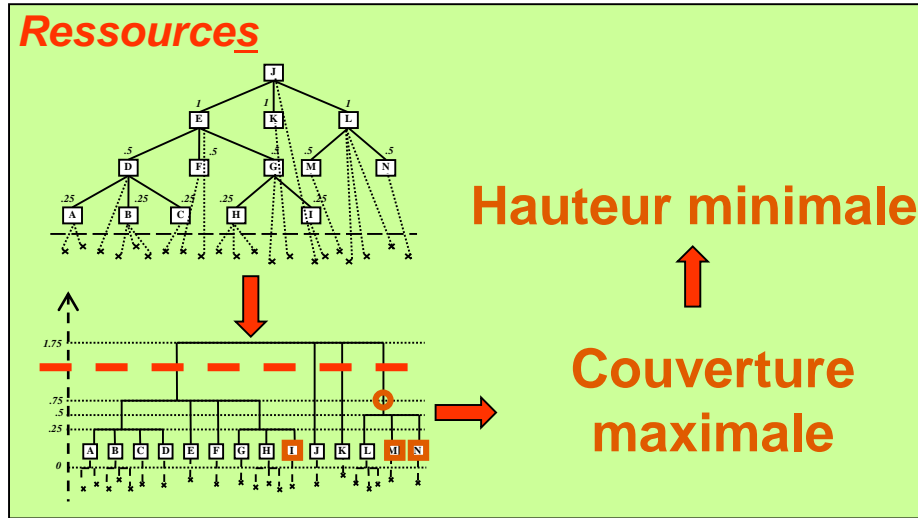 Ressources
J
1 1 1
E K L
.5 .5 .5 .5 .5
D F G M N
.25 .25 .25 .25
A B C H I
Hauteur minimale
1.75
Couverture
maximale
.75
.5
.25
A B C D E F G H I J K L M N
0